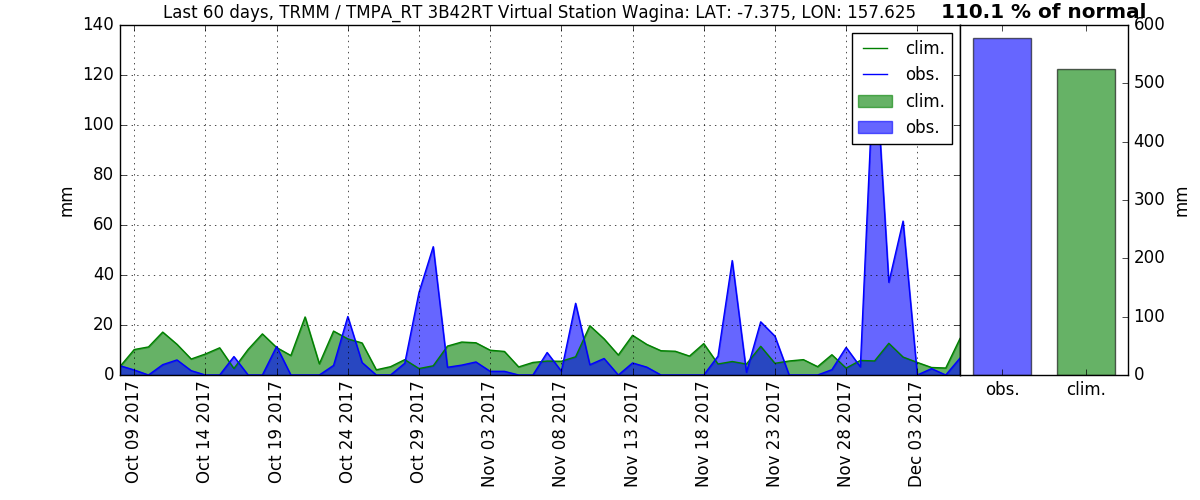 Last 60 days, TRMM / TMPA_RT 3B42RT Virtual Station Wagina: LAT: -7.375, LON: 157.625
110.1 % of normal
140
120
100
80
60
40
20
0
mm
clim.
obs.
clim.
obs.
600
500
400
300
200
100
0
mm
obs.
clim.
Oct 09 2017
Oct 14 2017
Oct 19 2017
Oct 24 2017
Oct 29 2017
Nov 03 2017
Nov 08 2017
Nov 13 2017
Nov 18 2017
Nov 23 2017
Nov 28 2017
Dec 03 2017